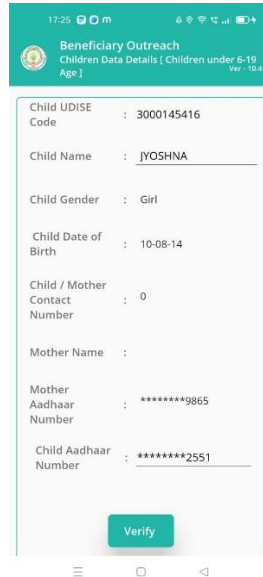 17:25 m
Beneficiary Outreach
Children Data Details [ Children under 6-19
Age ]
Ver - 10.4
Child UDISE
Code : 3000145416
Child Name : JYOSHNA
Child Gender : Girl
Child Date of
Birth : 10-08-14
Child / Mother
Contact : 0
Number
Mother Name :
Mother
Aadhaar : ********9865
Number
Child Aadhaar
Number : ********2551
Verify